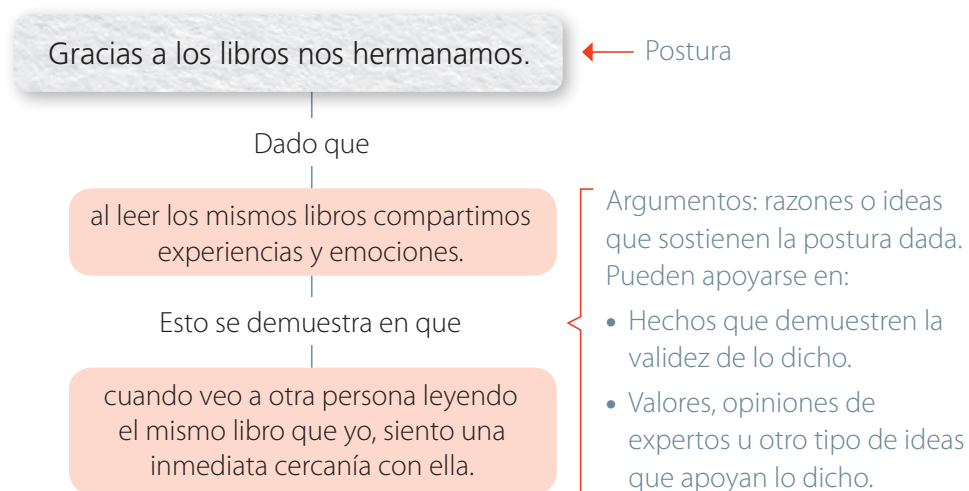 Gracias a los libros nos hermanamos.
Postura
Dado que
al leer los mismos libros compartimos
experiencias y emociones.
Esto se demuestra en que
cuando veo a otra persona leyendo
el mismo libro que yo, siento una
inmediata cercanía con ella.
Argumentos: razones o ideas
que sostienen la postura dada.
Pueden apoyarse en:
• Hechos que demuestren la
validez de lo dicho.
• Valores, opiniones de
expertos u otro tipo de ideas
que apoyan lo dicho.